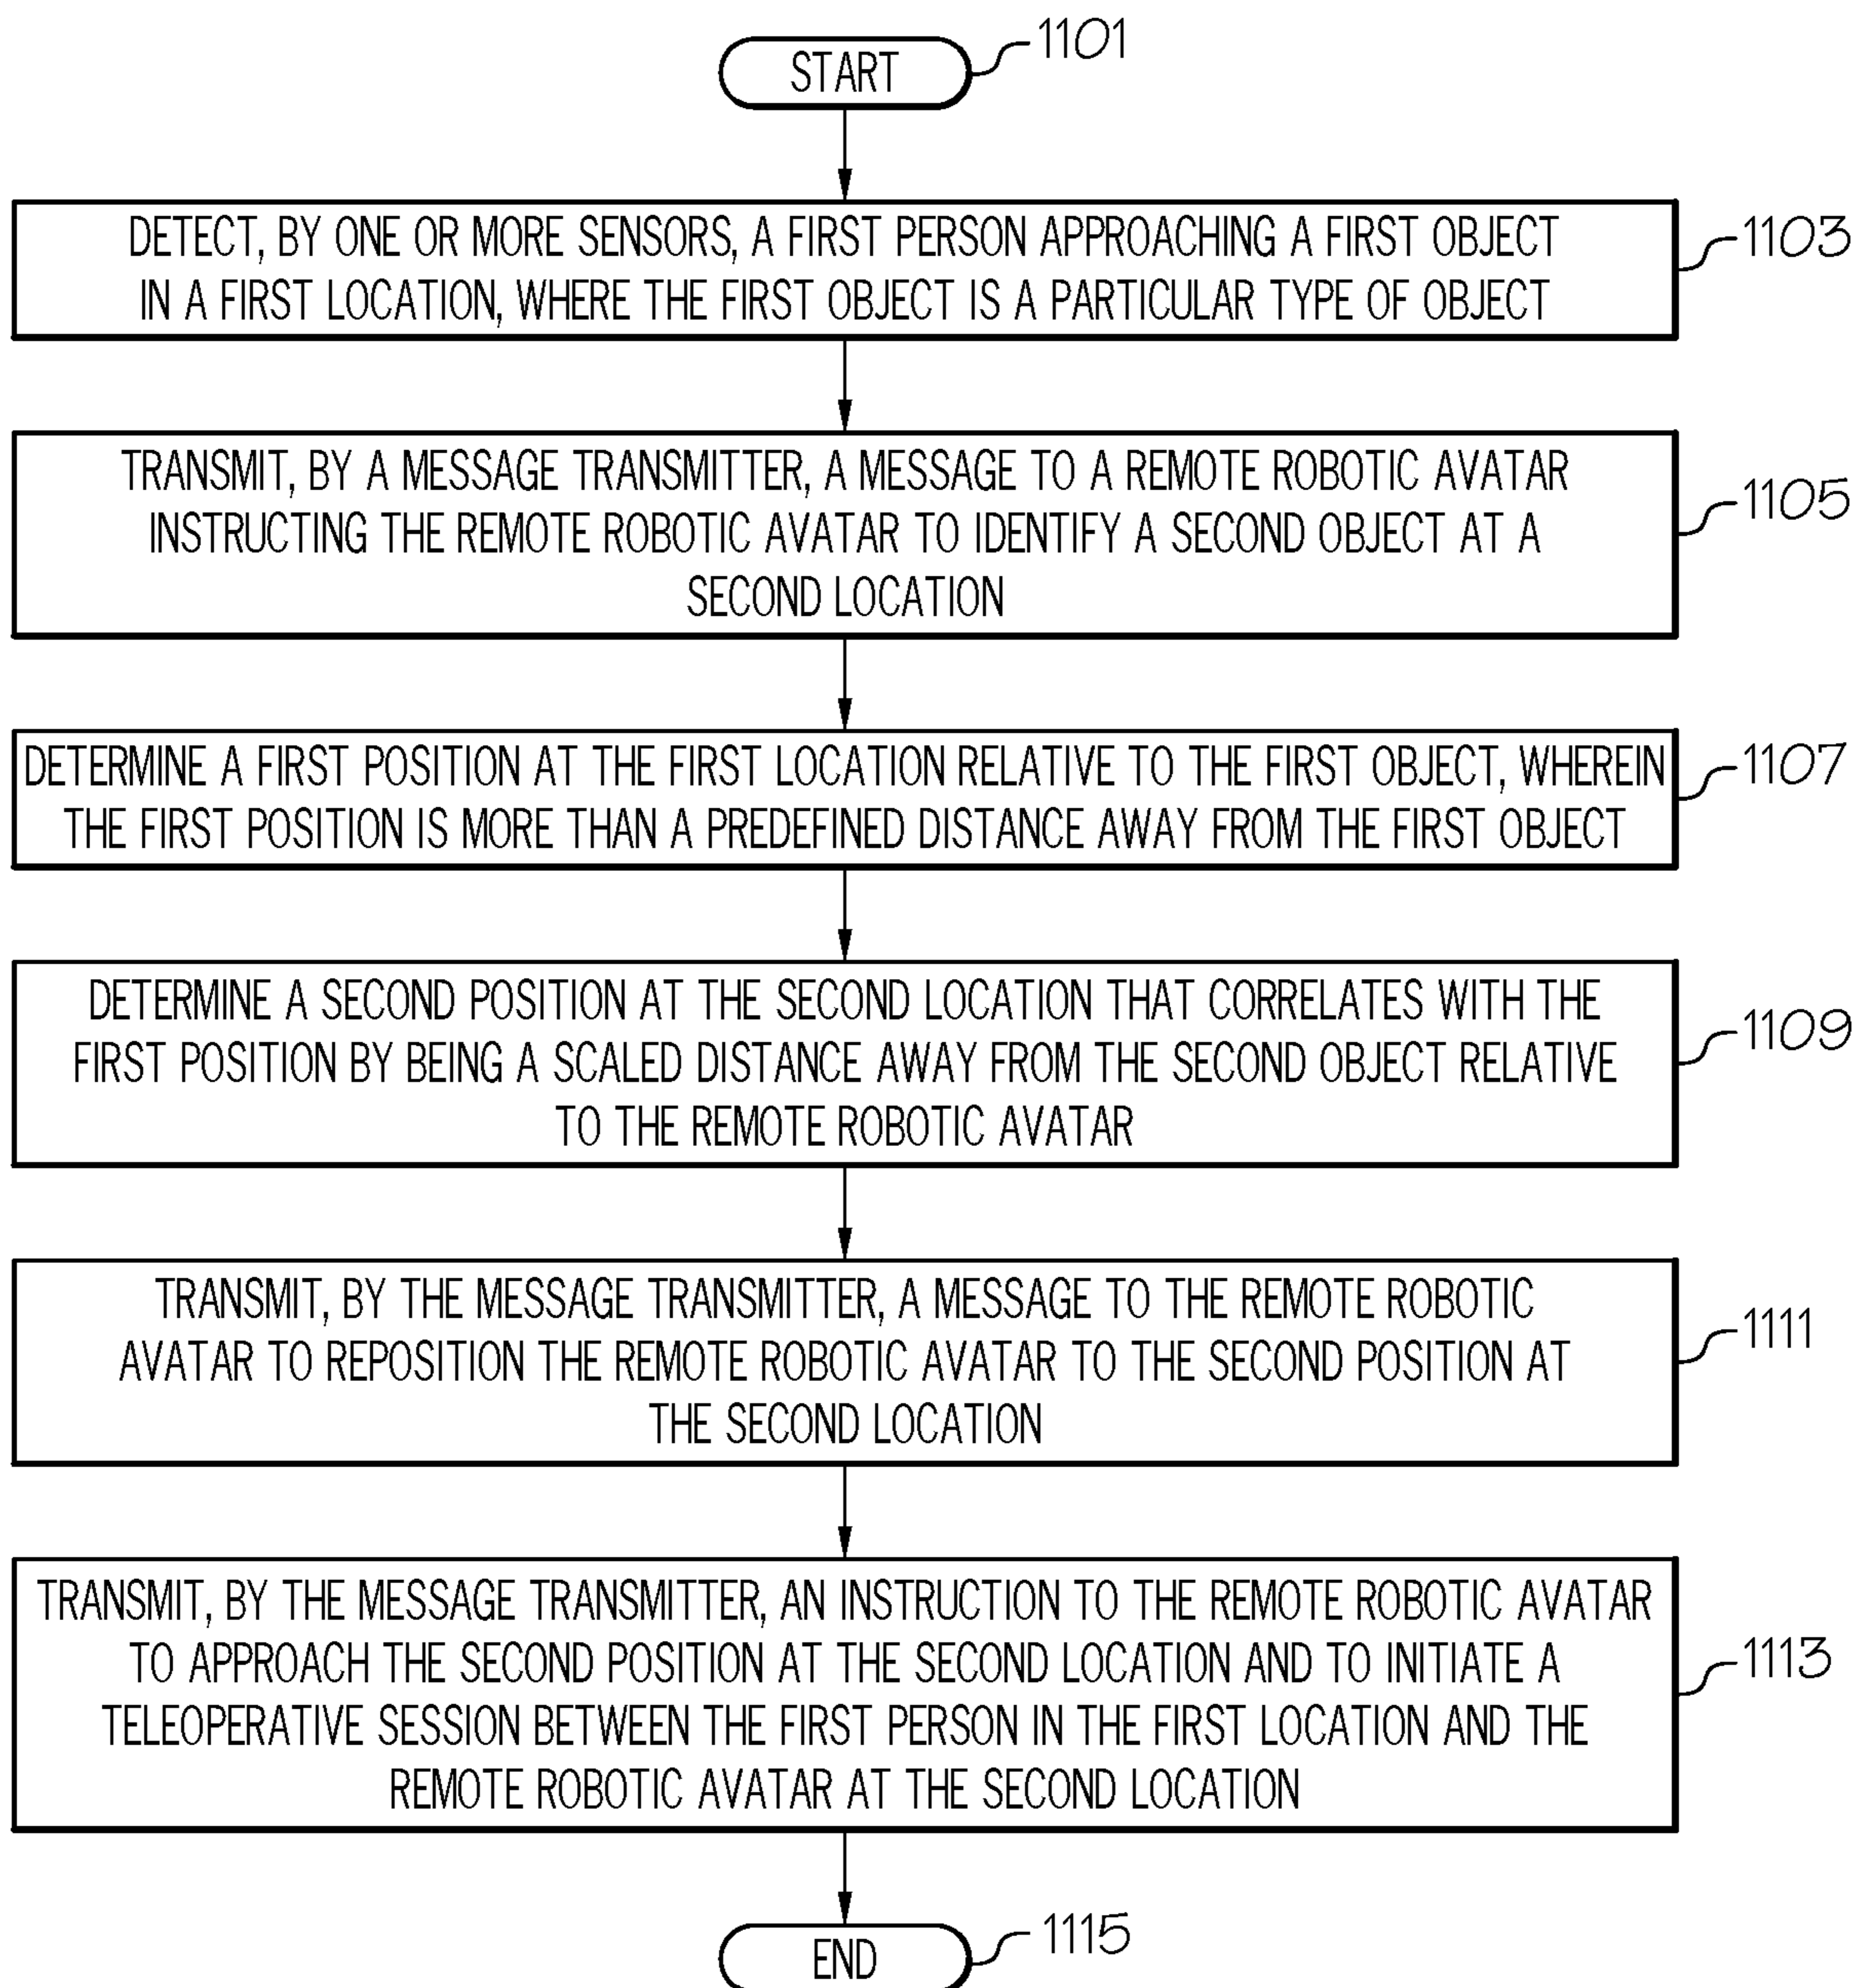 START
1101
DETECT, BY ONE OR MORE SENSORS, A FIRST PERSON APPROACHING A FIRST OBJECT
IN A FIRST LOCATION, WHERE THE FIRST OBJECT IS A PARTICULAR TYPE OF OBJECT
1103
TRANSMIT, BY A MESSAGE TRANSMITTER, A MESSAGE TO A REMOTE ROBOTIC AVATAR
INSTRUCTING THE REMOTE ROBOTIC AVATAR TO IDENTIFY A SECOND OBJECT AT A
SECOND LOCATION
1105
DETERMINE A FIRST POSITION AT THE FIRST LOCATION RELATIVE TO THE FIRST OBJECT, WHEREIN
THE FIRST POSITION IS MORE THAN A PREDEFINED DISTANCE AWAY FROM THE FIRST OBJECT
1107
DETERMINE A SECOND POSITION AT THE SECOND LOCATION THAT CORRELATES WITH THE
FIRST POSITION BY BEING A SCALED DISTANCE AWAY FROM THE SECOND OBJECT RELATIVE
TO THE REMOTE ROBOTIC AVATAR
1109
TRANSMIT, BY THE MESSAGE TRANSMITTER, A MESSAGE TO THE REMOTE ROBOTIC
AVATAR TO REPOSITION THE REMOTE ROBOTIC AVATAR TO THE SECOND POSITION AT
THE SECOND LOCATION
1111
TRANSMIT, BY THE MESSAGE TRANSMITTER, AN INSTRUCTION TO THE REMOTE ROBOTIC AVATAR
TO APPROACH THE SECOND POSITION AT THE SECOND LOCATION AND TO INITIATE A
TELEOPERATIVE SESSION BETWEEN THE FIRST PERSON IN THE FIRST LOCATION AND THE
REMOTE ROBOTIC AVATAR AT THE SECOND LOCATION
1113
END
1115